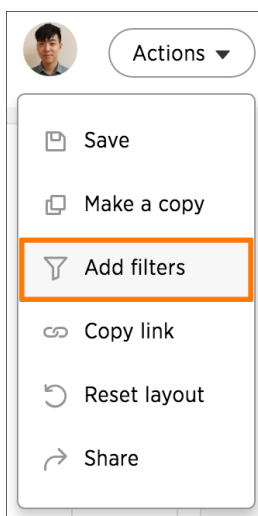 Actions
Save
Make a copy
Add filters
Copy link
Reset layout
Share